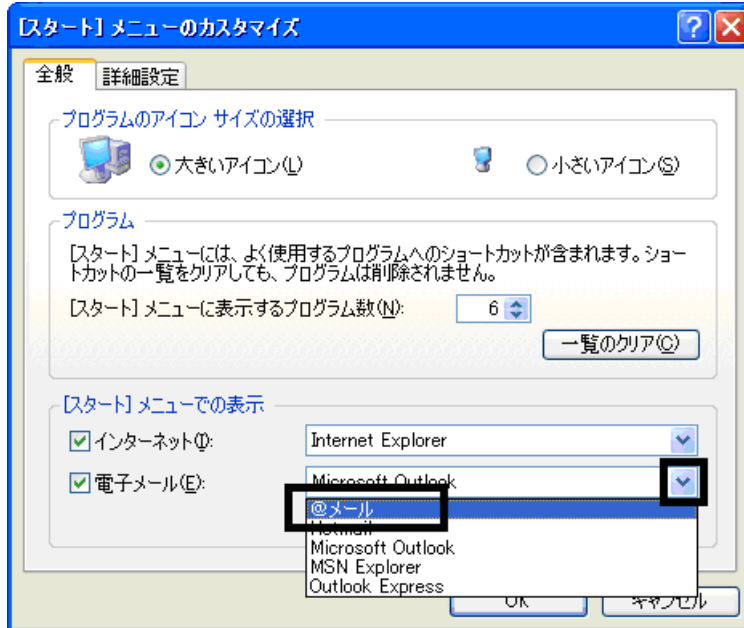 [スタート] メニューのカスタマイズ
全般 詳細設定
プログラムのアイコン サイズの選択
大きいアイコン(L) 小さいアイコン(S)
プログラム
[スタート] メニューには、よく使用するプログラムへのショートカットが含まれます。ショー
トカットの一覧をクリアしても、プログラムは削除されません。
[スタート] メニューに表示するプログラム数(N): 6
一覧のクリア(C)
[スタート] メニューでの表示
インターネット(I): Internet Explorer
電子メール(E): Microsoft Outlook
@メール
Hotmail
Microsoft Outlook
MSN Explorer
Outlook Express
OK キャンセル